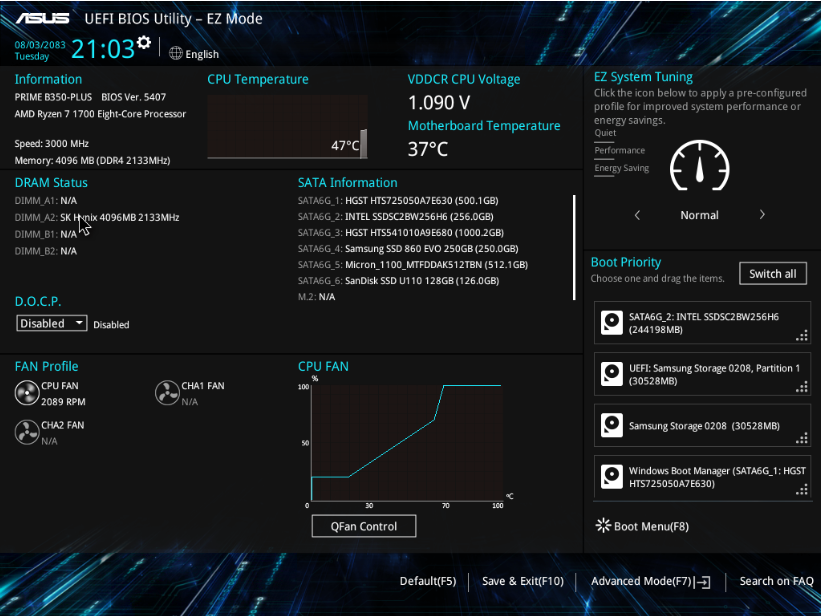 ASUS UEFI BIOS Utility – EZ Mode
08/03/2083
Tuesday
21:03
English
Information
PRIME B350-PLUS BIOS Ver. 5407
AMD Ryzen 7 1700 Eight-Core Processor
Speed: 3000 MHz
Memory: 4096 MB (DDR4 2133MHz)
CPU Temperature
47°C
VDDCR CPU Voltage
1.090 V
Motherboard Temperature
37°C
EZ System Tuning
Click the icon below to apply a pre-configured
profile for improved system performance or
energy savings.
Quiet
Performance
Energy Saving
Normal
DRAM Status
DIMM_A1: N/A
DIMM_A2: SK Hynix 4096MB 2133MHz
DIMM_B1: N/A
DIMM_B2: N/A
D.O.C.P.
Disabled Disabled
SATA Information
SATA6G_1: HGST HTS725050A7E630 (500.1GB)
SATA6G_2: INTEL SSDSC2BW256H6 (256.0GB)
SATA6G_3: HGST HTS541010A9E680 (1000.2GB)
SATA6G_4: Samsung SSD 860 EVO 250GB (250.0GB)
SATA6G_5: Micron_1100_MTFDDAK512TBN (512.1GB)
SATA6G_6: SanDisk SSD U110 128GB (126.0GB)
M.2: N/A
Boot Priority
Choose one and drag the items.
Switch all
SATA6G_2: INTEL SSDSC2BW256H6
(244198MB)
UEFI: Samsung Storage 0208, Partition 1
(30528MB)
Samsung Storage 0208 (30528MB)
Windows Boot Manager (SATA6G_1: HGST
HTS725050A7E630)
Boot Menu(F8)
FAN Profile
CPU FAN
2089 RPM
CHA1 FAN
N/A
CHA2 FAN
N/A
CPU FAN
%
100
50
0 30 70 100
°C
QFan Control
Default(F5) Save & Exit(F10) Advanced Mode(F7) Search on FAQ